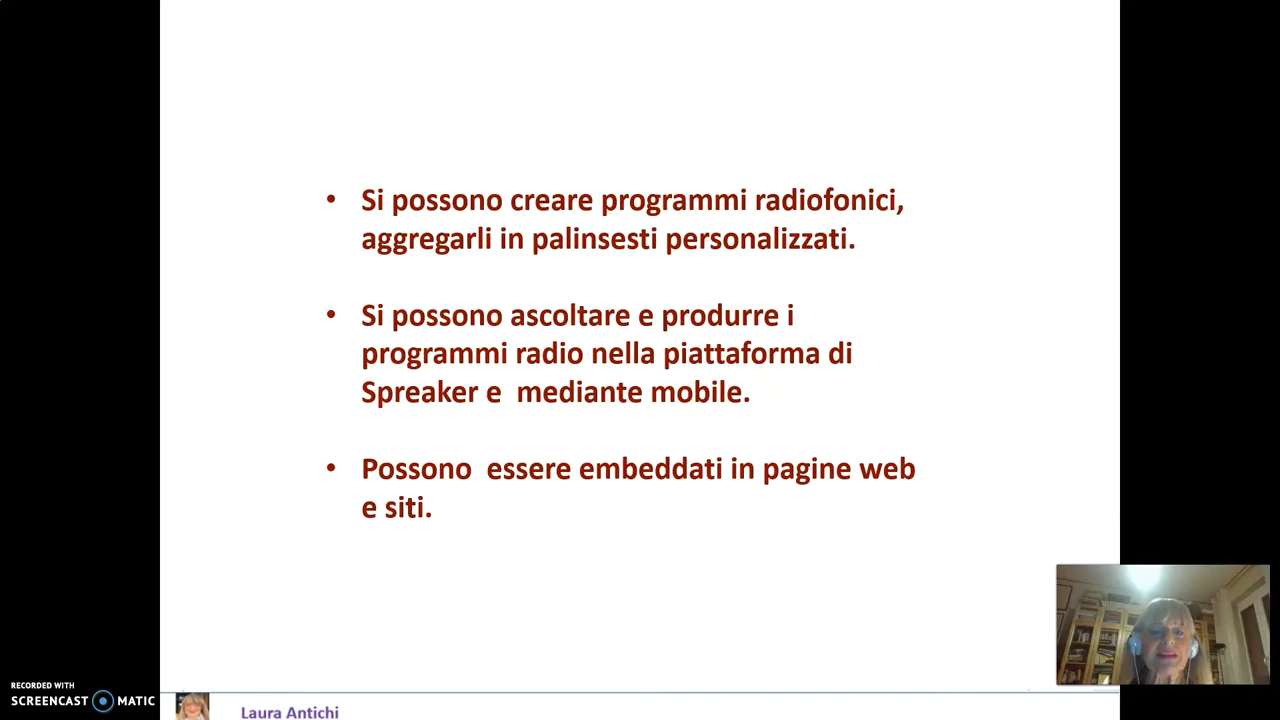 • Si possono creare programmi radiofonici,
aggregarli in palinsesti personalizzati.
• Si possono ascoltare e produrre i
programmi radio nella piattaforma di
Spreaker e  mediante mobile.
• Possono  essere embeddati in pagine web
e siti.
RECORDED WITH
SCREENCAST MATIC
Laura Antichi